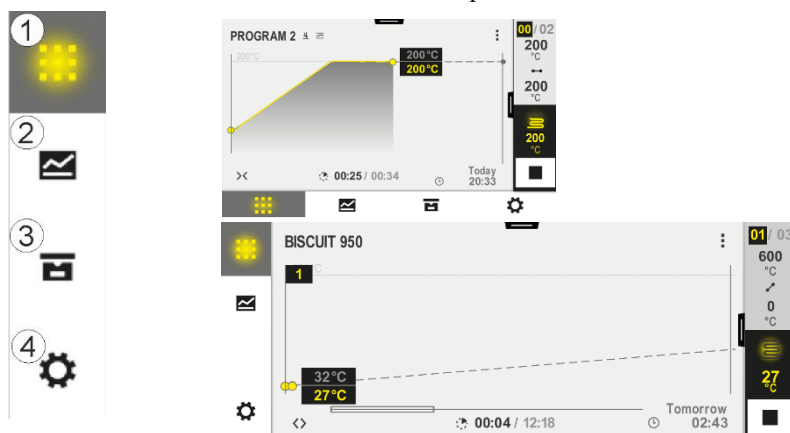 1
2
3
4
PROGRAM 2
200°C
200°C
200°C
00:25 / 00:34
Today
20:33
00 / 02
200
°C
200
°C
200
°C
BISCUIT 950
1
32°C
27°C
00:04 / 12:18
Tomorrow
02:43
01 / 03
600
°C
0
°C
27
°C